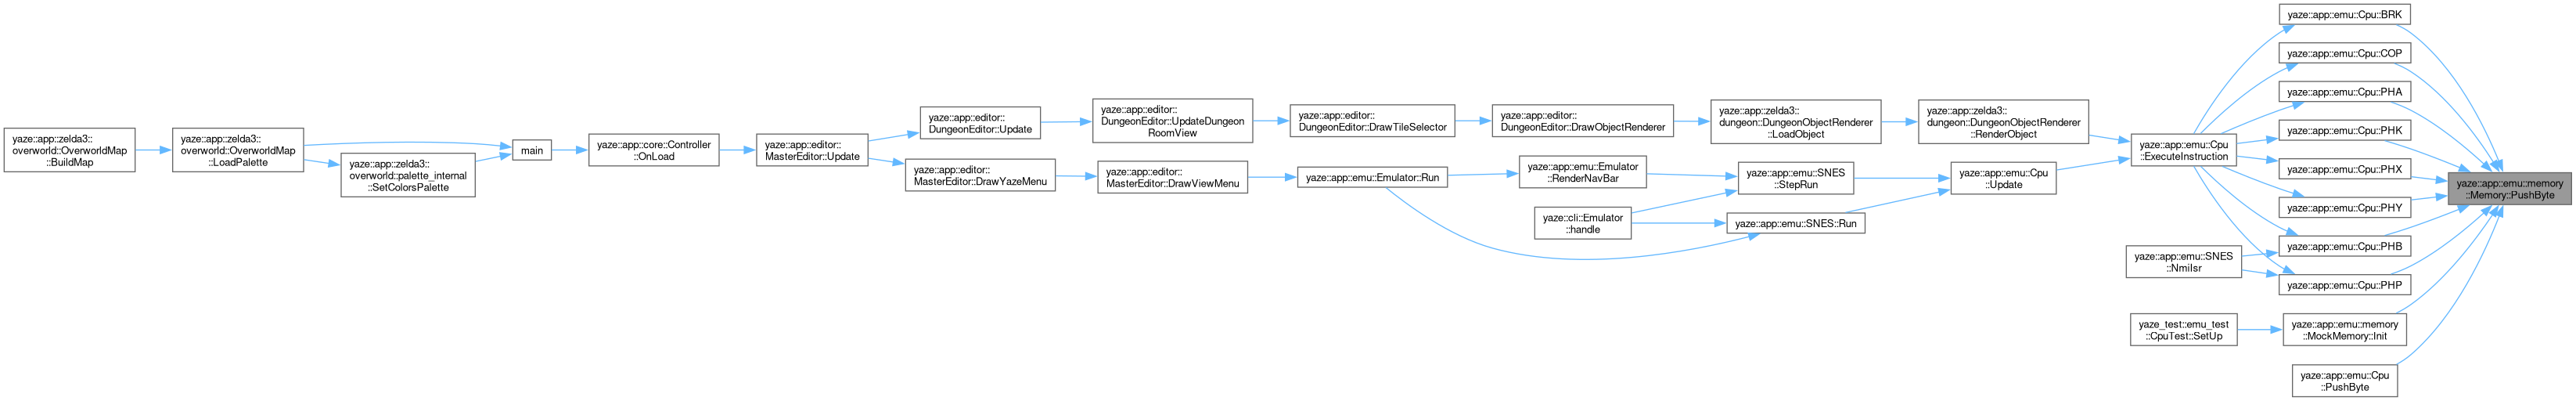 yaze::app::zelda3::
overworld::OverworldMap
::BuildMap
yaze::app::zelda3::
overworld::OverworldMap
::LoadPalette
yaze::app::zelda3::
overworld::palette_internal
::SetColorsPalette
main
yaze::app::core::Controller
::OnLoad
yaze::app::editor::
MasterEditor::Update
yaze::app::editor::
DungeonEditor::Update
yaze::app::editor::
MasterEditor::DrawYazeMenu
yaze::app::editor::
DungeonEditor::UpdateDungeon
RoomView
yaze::app::editor::
MasterEditor::DrawViewMenu
yaze::app::editor::
DungeonEditor::DrawTileSelector
yaze::app::emu::Emulator::Run
yaze::app::editor::
DungeonEditor::DrawObjectRenderer
yaze::app::emu::Emulator
::RenderNavBar
yaze::cli::Emulator
::handle
yaze::app::zelda3::
dungeon::DungeonObjectRenderer
::LoadObject
yaze::app::emu::SNES
::StepRun
yaze::app::emu::SNES::Run
yaze::app::zelda3::
dungeon::DungeonObjectRenderer
::RenderObject
yaze::app::emu::Cpu
::Update
yaze::app::emu::Cpu
::ExecuteInstruction
yaze::app::emu::SNES
::NmiIsr
yaze_test::emu_test
::CpuTest::SetUp
yaze::app::emu::Cpu::BRK
yaze::app::emu::Cpu::COP
yaze::app::emu::Cpu::PHA
yaze::app::emu::Cpu::PHK
yaze::app::emu::Cpu::PHX
yaze::app::emu::Cpu::PHY
yaze::app::emu::Cpu::PHB
yaze::app::emu::Cpu::PHP
yaze::app::emu::memory
::MockMemory::Init
yaze::app::emu::Cpu
::PushByte
yaze::app::emu::memory
::Memory::PushByte